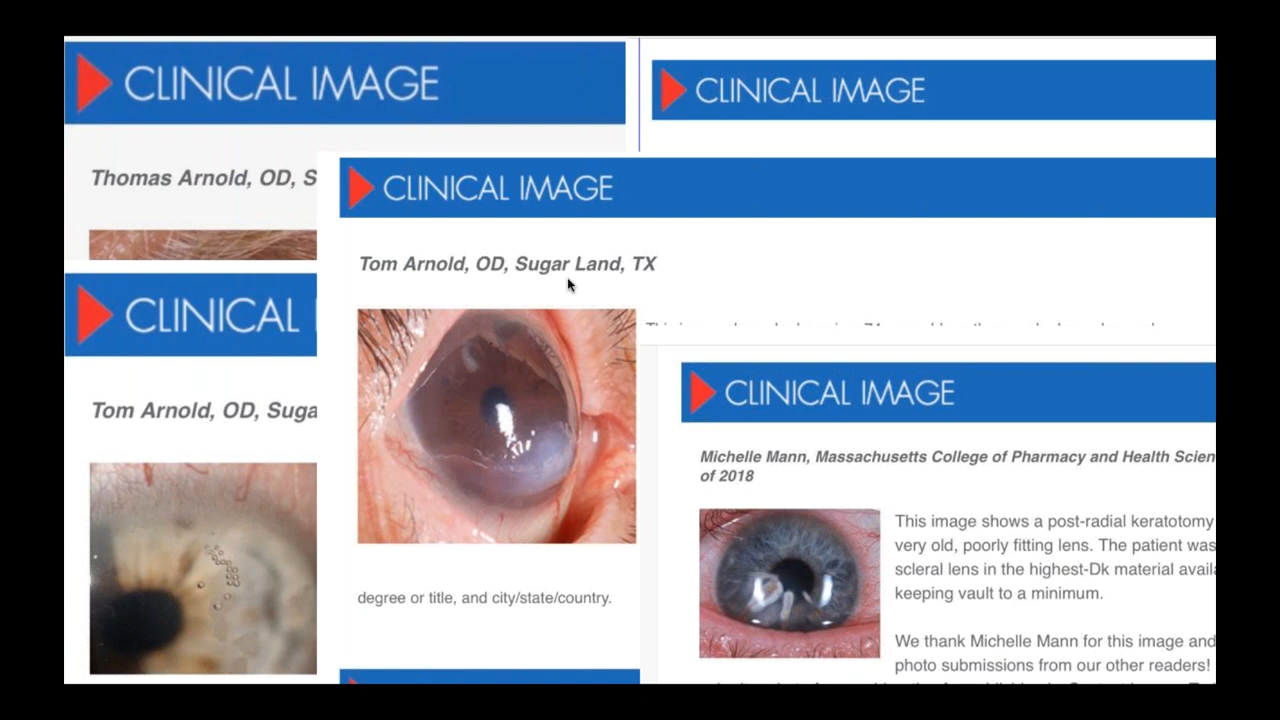 CLINICAL IMAGE
CLINICAL IMAGE
Thomas Arnold, OD, S
CLINICAL IMAGE
Tom Arnold, OD, Sugar Land, TX
CLINICAL
Tom Arnold, OD, Suga
degree or title, and city/state/country.
CLINICAL IMAGE
Michelle Mann, Massachusetts College of Pharmacy and Health Scien
of 2018
This image shows a post-radial keratotomy
very old, poorly fitting lens. The patient was
scleral lens in the highest-Dk material availa
keeping vault to a minimum.
We thank Michelle Mann for this image and
photo submissions from our other readers!